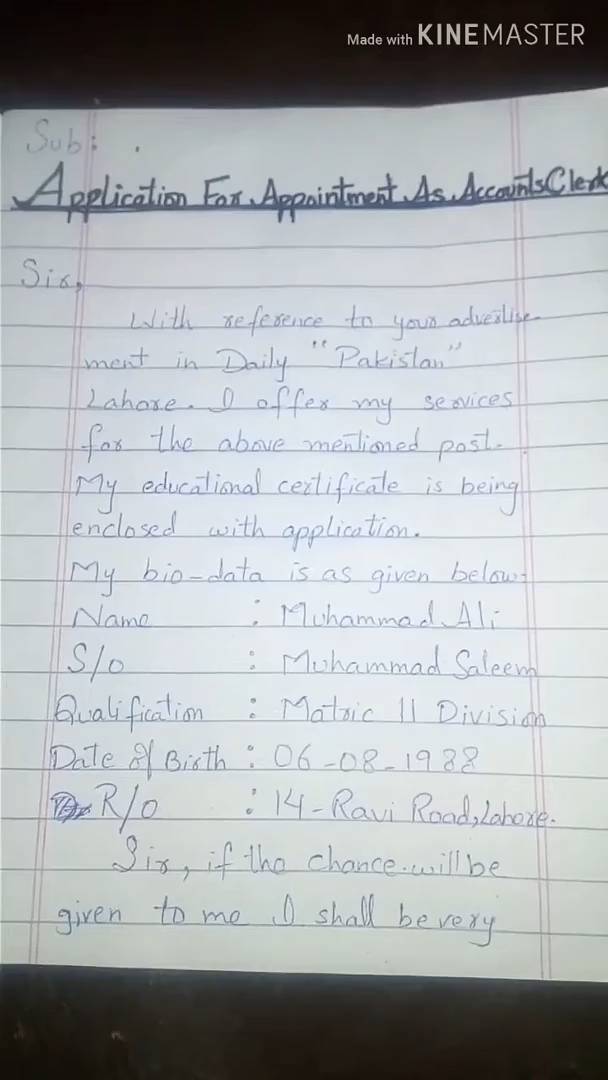 Made with KINEMASTER
Sub:
Application For Appointment As Accounts Clerk
Sir,
With reference to your advertise-
ment in Daily "Pakistan"
Lahore. I offer my services
for the above mentioned post.
My educational certificate is being
enclosed with application.
My bio-data is as given below:-
Name : Muhammad Ali
S/o : Muhammad Saleem
Qualification : Matric II Division
Date of Birth : 06-08-1988
R/o : 14-Ravi Road, Lahore.
Sir, if the chance will be
given to me I shall be very